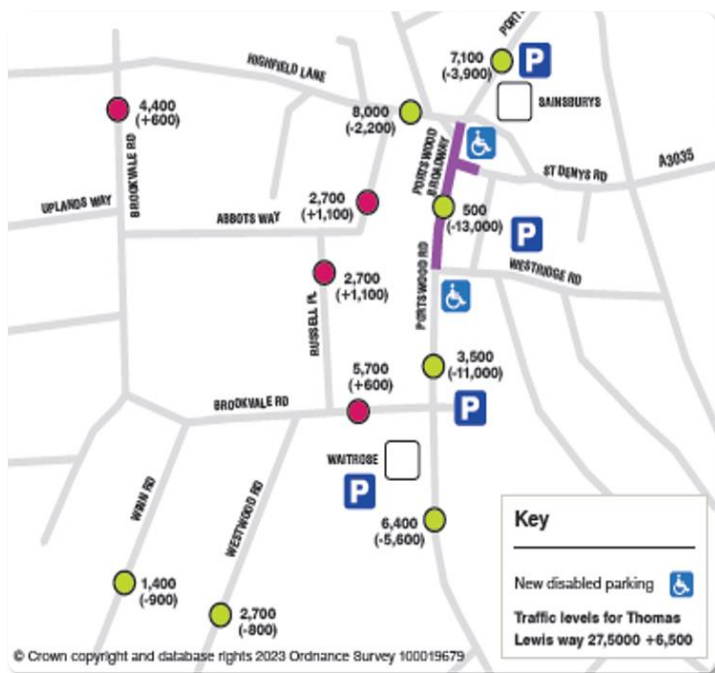 PORTS
7,100
(-3,900)
P
SAINSBURYS
HIGHFIELD LANE
4,400
(+600)
8,000
(-2,200)
BROOKVALE RD
PORTSWOOD
BROADWAY
ST DENYS RD
A3035
UPLANDS WAY
ABBOTS WAY
2,700
(+1,100)
500
(-13,000)
P
WESTRIDGE RD
PORTSWOOD RD
2,700
(+1,100)
RUSSELL PL
3,500
(-11,000)
5,700
(+600)
BROOKVALE RD
P
WAITROSE
P
WINN RD
WESTWOOD RD
6,400
(-5,600)
1,400
(-900)
2,700
(-800)
Key
New disabled parking
Traffic levels for Thomas
Lewis way 27,5000 +6,500
© Crown copyright and database rights 2023 Ordnance Survey 100019679